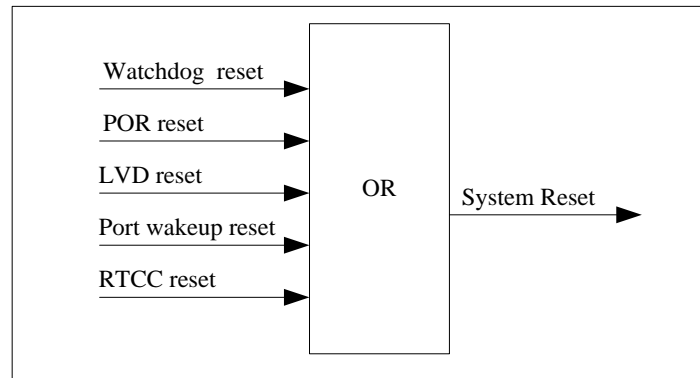 Watchdog reset
POR reset
LVD reset
Port wakeup reset
RTCC reset
OR
System Reset